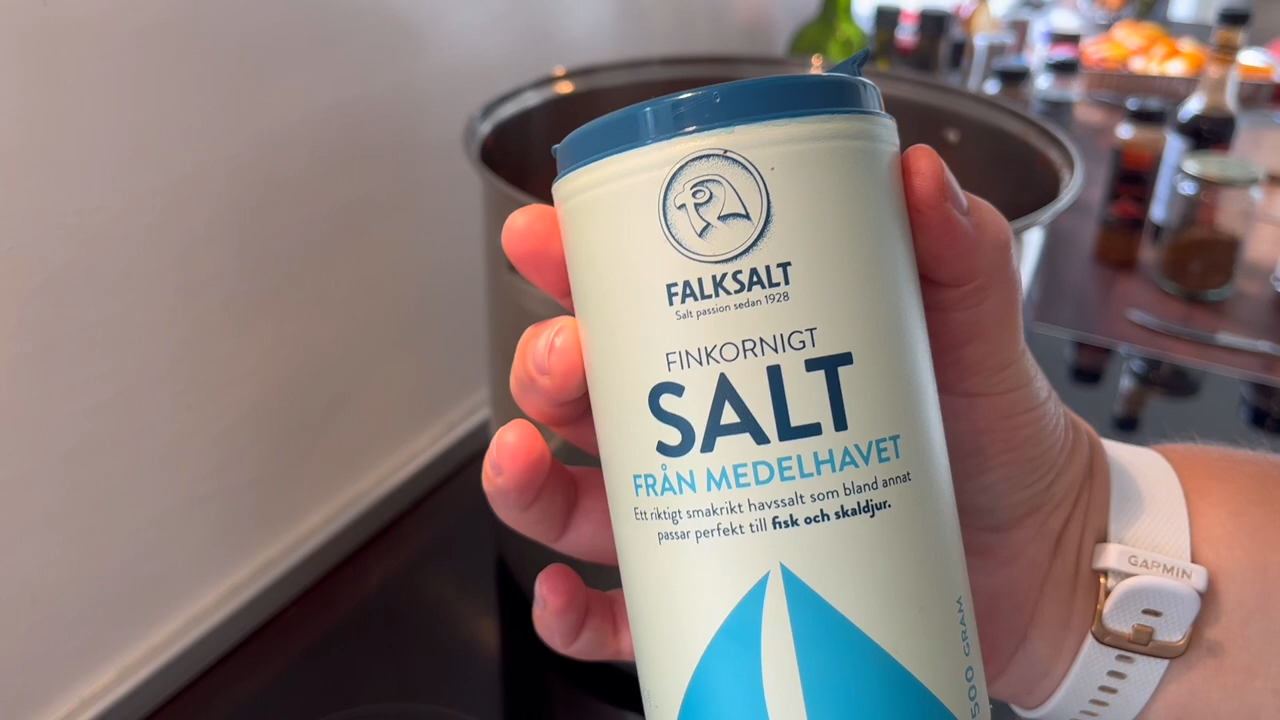 FALKSALT
Salt passion sedan 1928
FINKORNIGT
SALT
FRÅN MEDELHAVET
Ett riktigt smakrikt havssalt som bland annat
passar perfekt till fisk och skaldjur.
500 GRAM
GARMIN